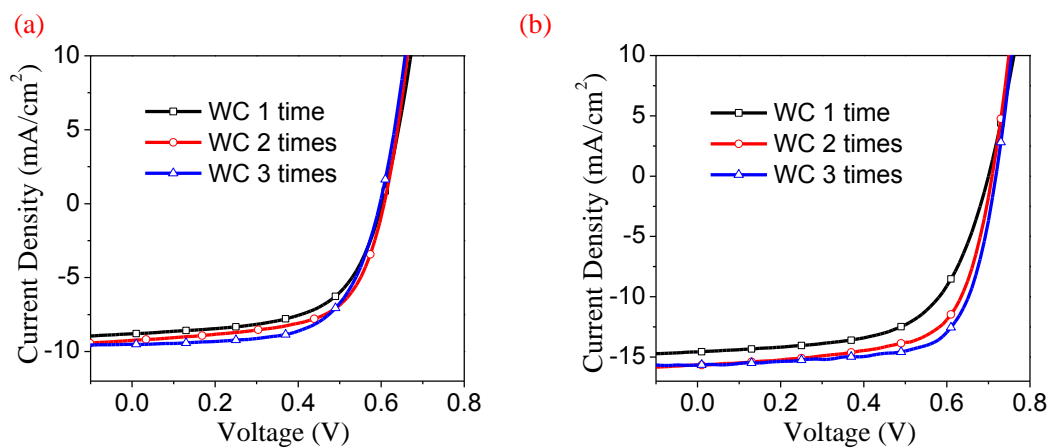 (a)
10
5
0
-5
-10
Current Density (mA/cm²)
WC 1 time
WC 2 times
WC 3 times
0.0 0.2 0.4 0.6 0.8
Voltage (V)
(b)
10
5
0
-5
-10
-15
Current Density (mA/cm²)
WC 1 time
WC 2 times
WC 3 times
0.0 0.2 0.4 0.6 0.8
Voltage (V)